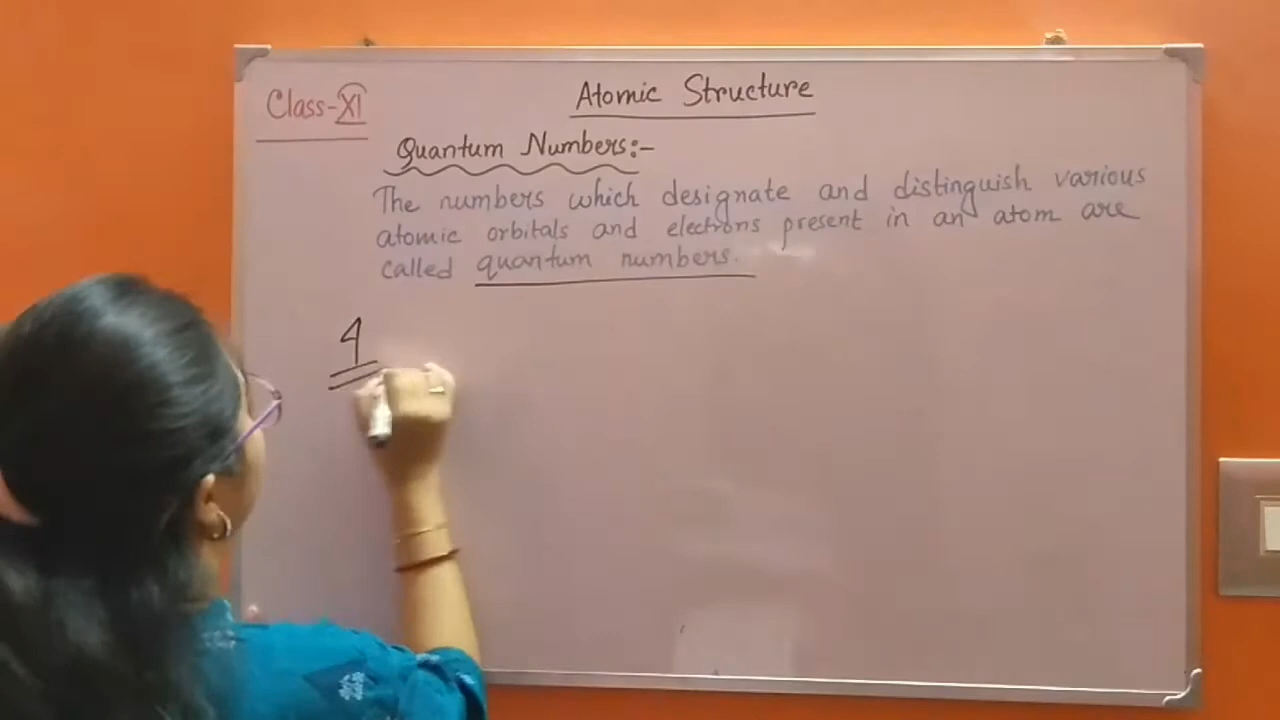 Class-XI
Atomic Structure
Quantum Numbers:-
The numbers which designate and distinguish various
atomic orbitals and electrons present in an atom are
called quantum numbers.
4